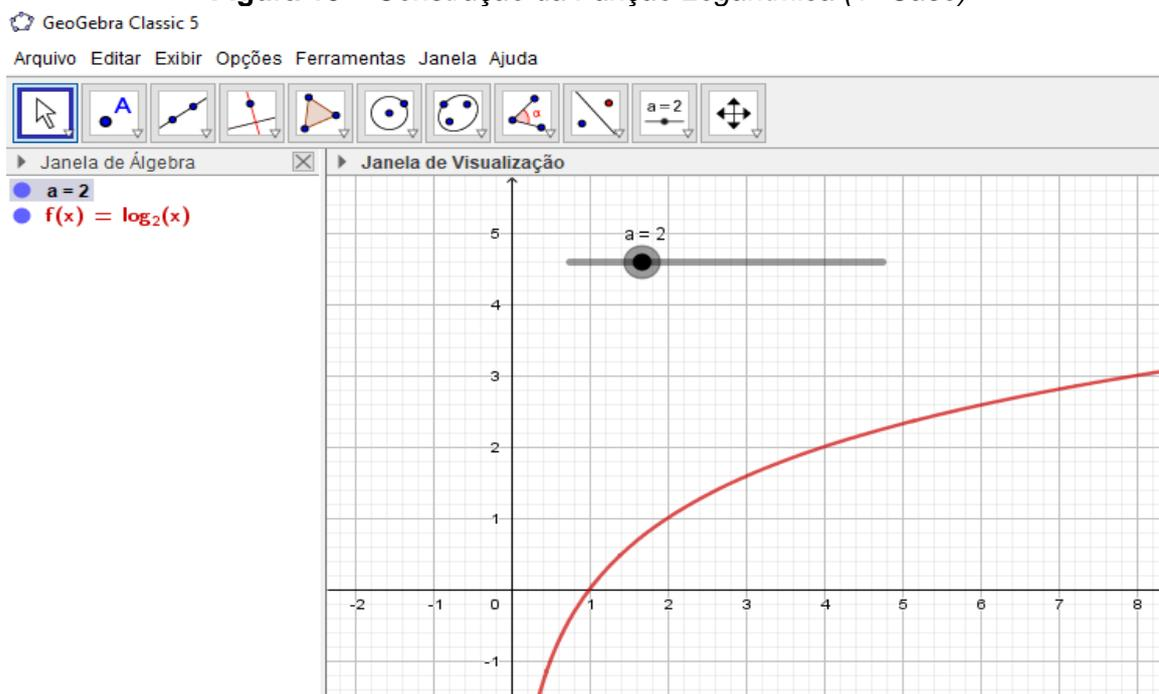 GeoGebra Classic 5
Arquivo Editar Exibir Opções Ferramentas Janela Ajuda
A
α
a = 2
Janela de Álgebra
Janela de Visualização
a = 2
f(x) = log₂(x)
a = 2
5
4
3
2
1
-2 -1 0 1 2 3 4 5 6 7 8
-1